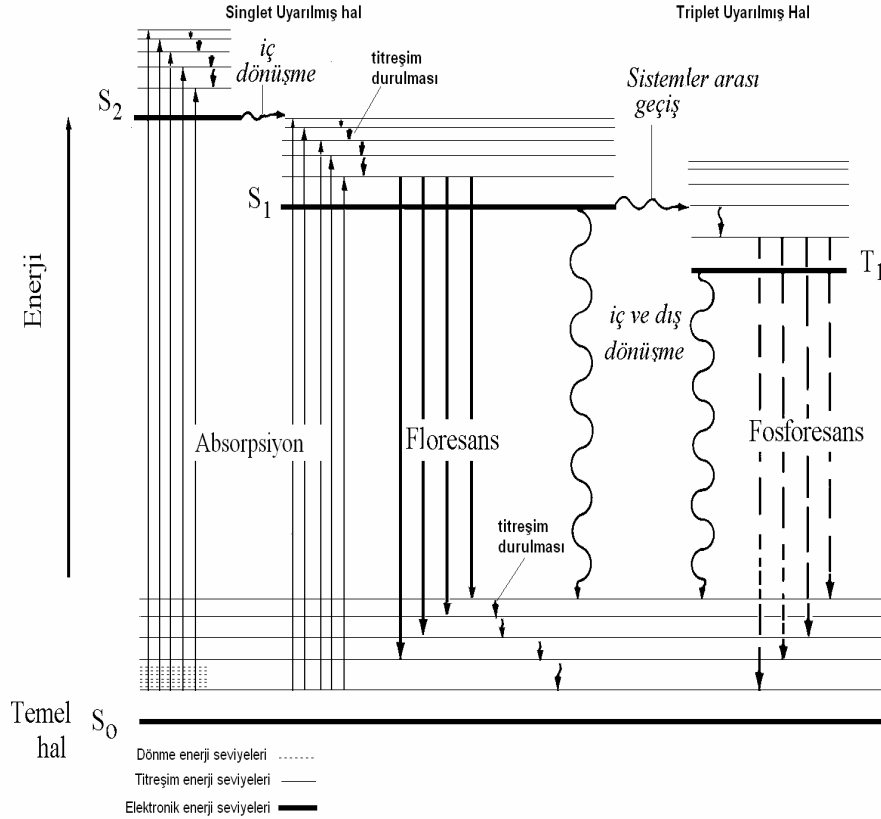 Singlet Uyarılmış hal
Triplet Uyarılmış Hal
iç
dönüşme
titreşim
durulması
Sistemler arası
geçiş
S2
S1
T1
Enerji
iç ve dış
dönüşme
Absorpsiyon
Floresans
Fosforesans
titreşim
durulması
Temel
hal
S0
Dönme enerji seviyeleri
Titreşim enerji seviyeleri
Elektronik enerji seviyeleri